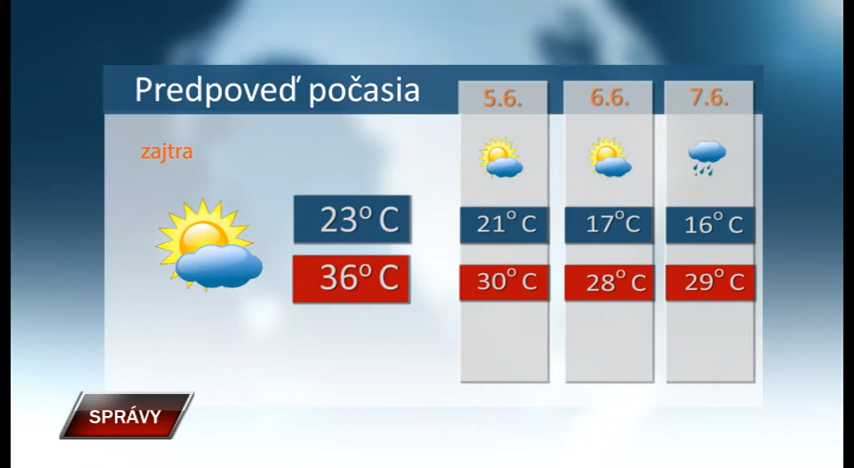 Predpoveď počasia
zajtra
23° C
36° C
5.6.
21° C
30° C
6.6.
17°C
28° C
7.6.
16° C
29° C
SPRÁVY